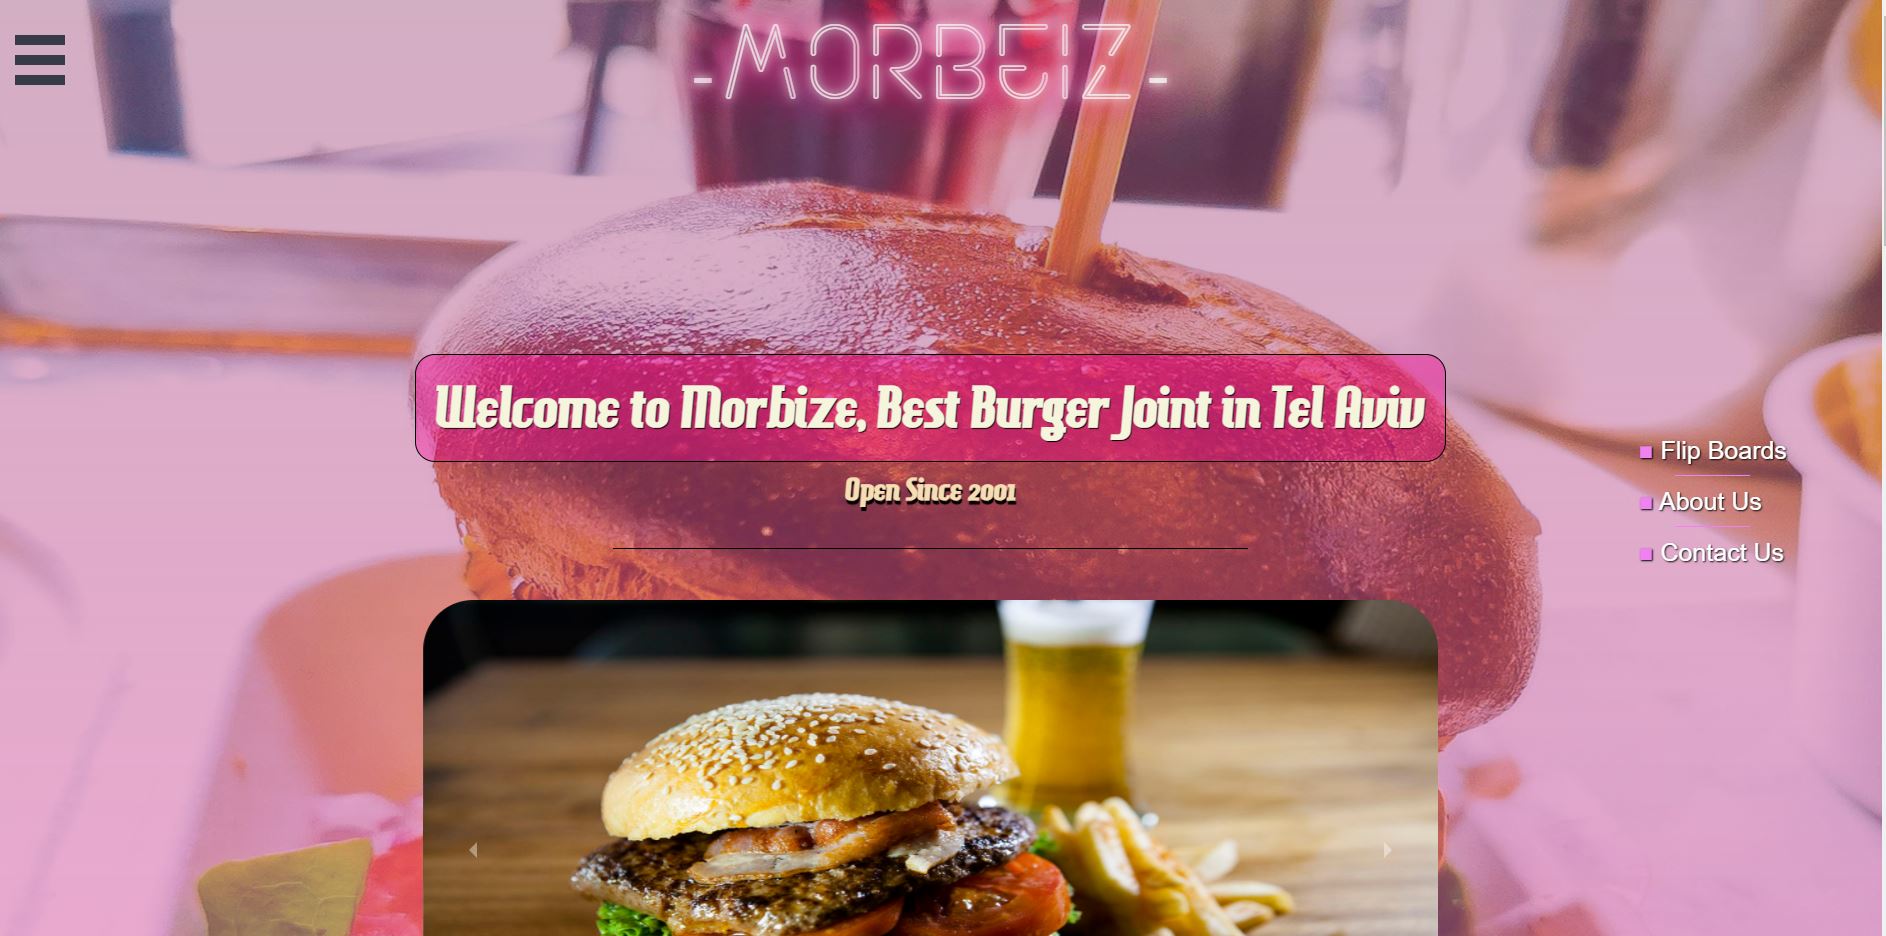 -MORBEIZ-
Welcome to Morbize, Best Burger Joint in Tel Aviv
Open Since 2001
Flip Boards
About Us
Contact Us